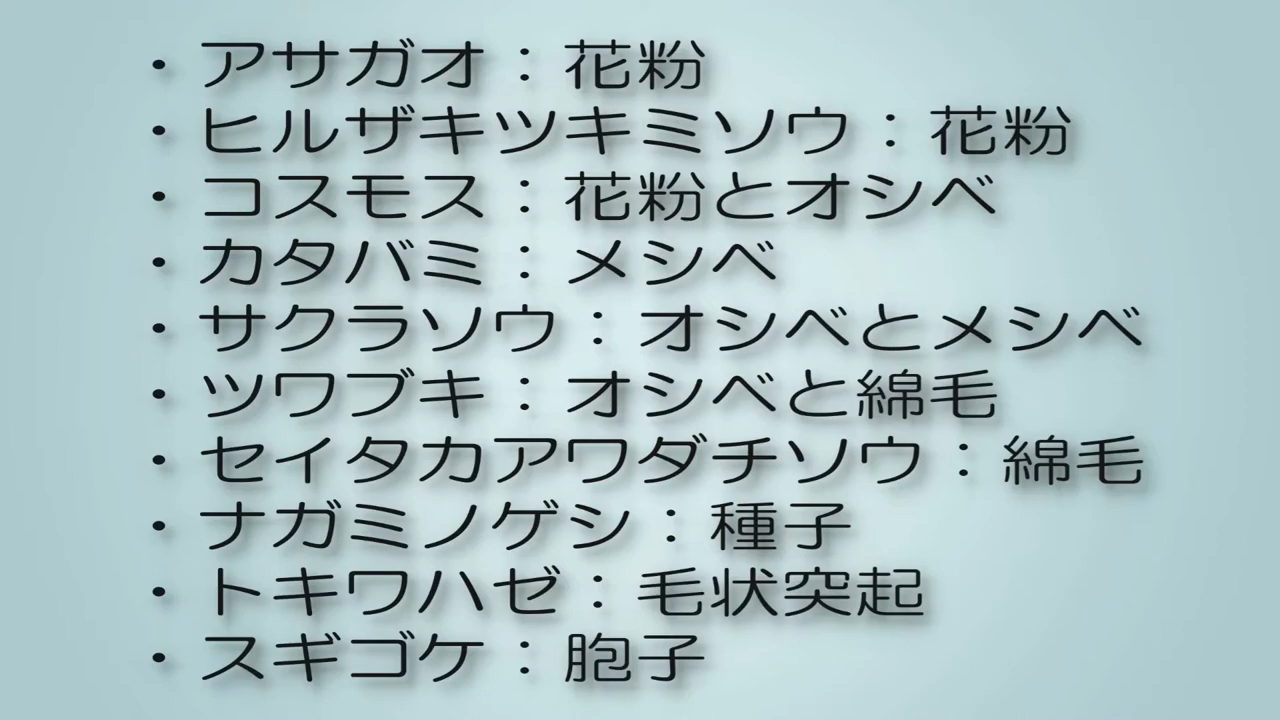 ・アサガオ：花粉
・ヒルザキツキミソウ：花粉
・コスモス：花粉とオシベ
・カタバミ：メシベ
・サクラソウ：オシベとメシベ
・ツワブキ：オシベと綿毛
・セイタカアワダチソウ：綿毛
・ナガミノゲシ：種子
・トキワハゼ：毛状突起
・スギゴケ：胞子